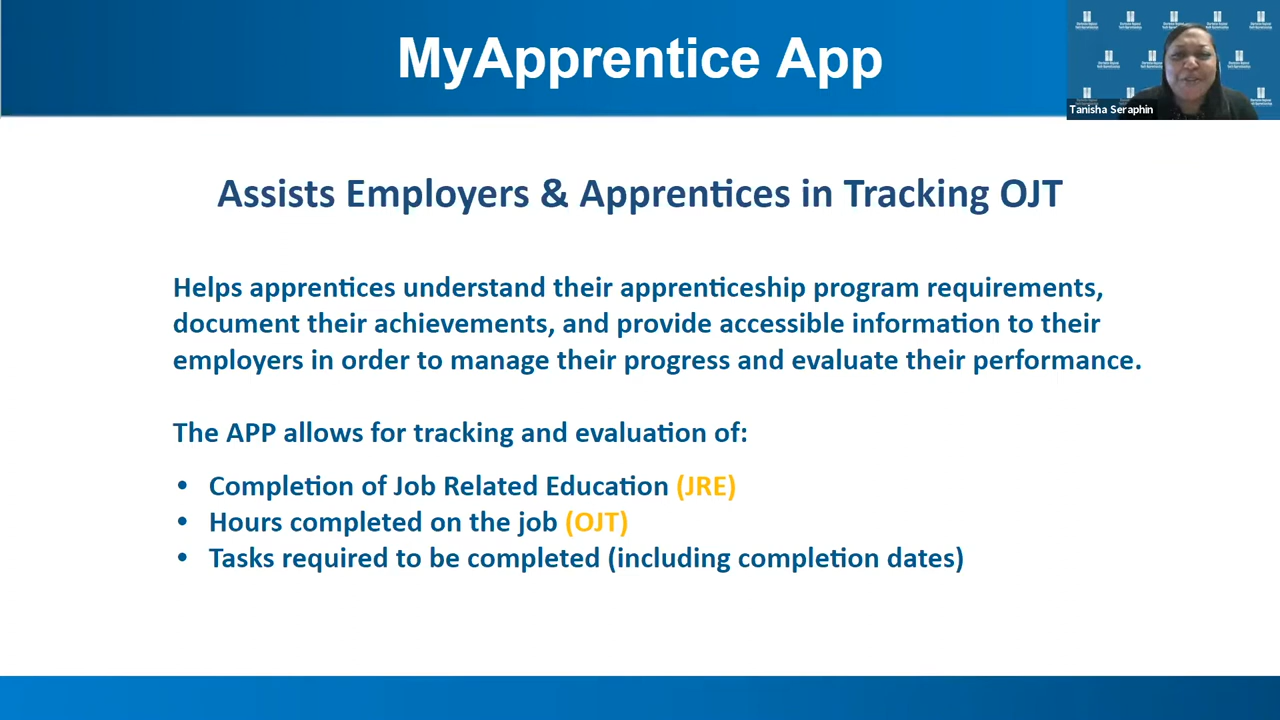 MyApprentice App
Tanisha Seraphin
Assists Employers & Apprentices in Tracking OJT
Helps apprentices understand their apprenticeship program requirements,
document their achievements, and provide accessible information to their
employers in order to manage their progress and evaluate their performance.
The APP allows for tracking and evaluation of:
• Completion of Job Related Education (JRE)
• Hours completed on the job (OJT)
• Tasks required to be completed (including completion dates)